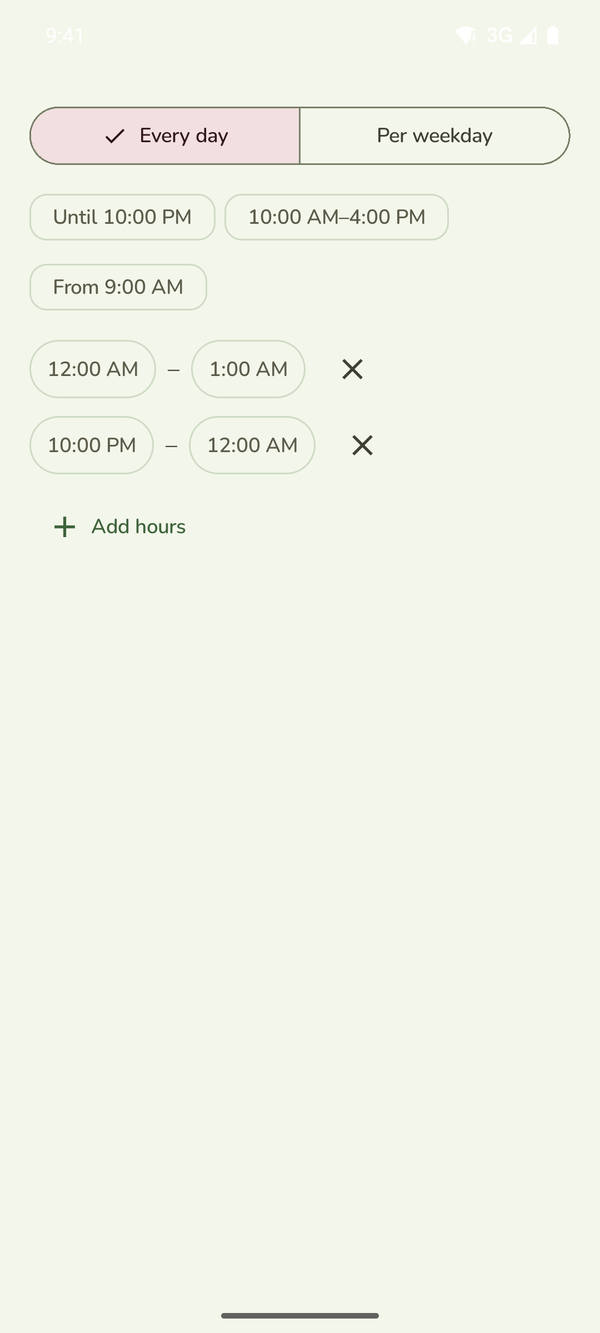 9:41 3G
Every day Per weekday
Until 10:00 PM 10:00 AM–4:00 PM
From 9:00 AM
12:00 AM – 1:00 AM
10:00 PM – 12:00 AM
Add hours